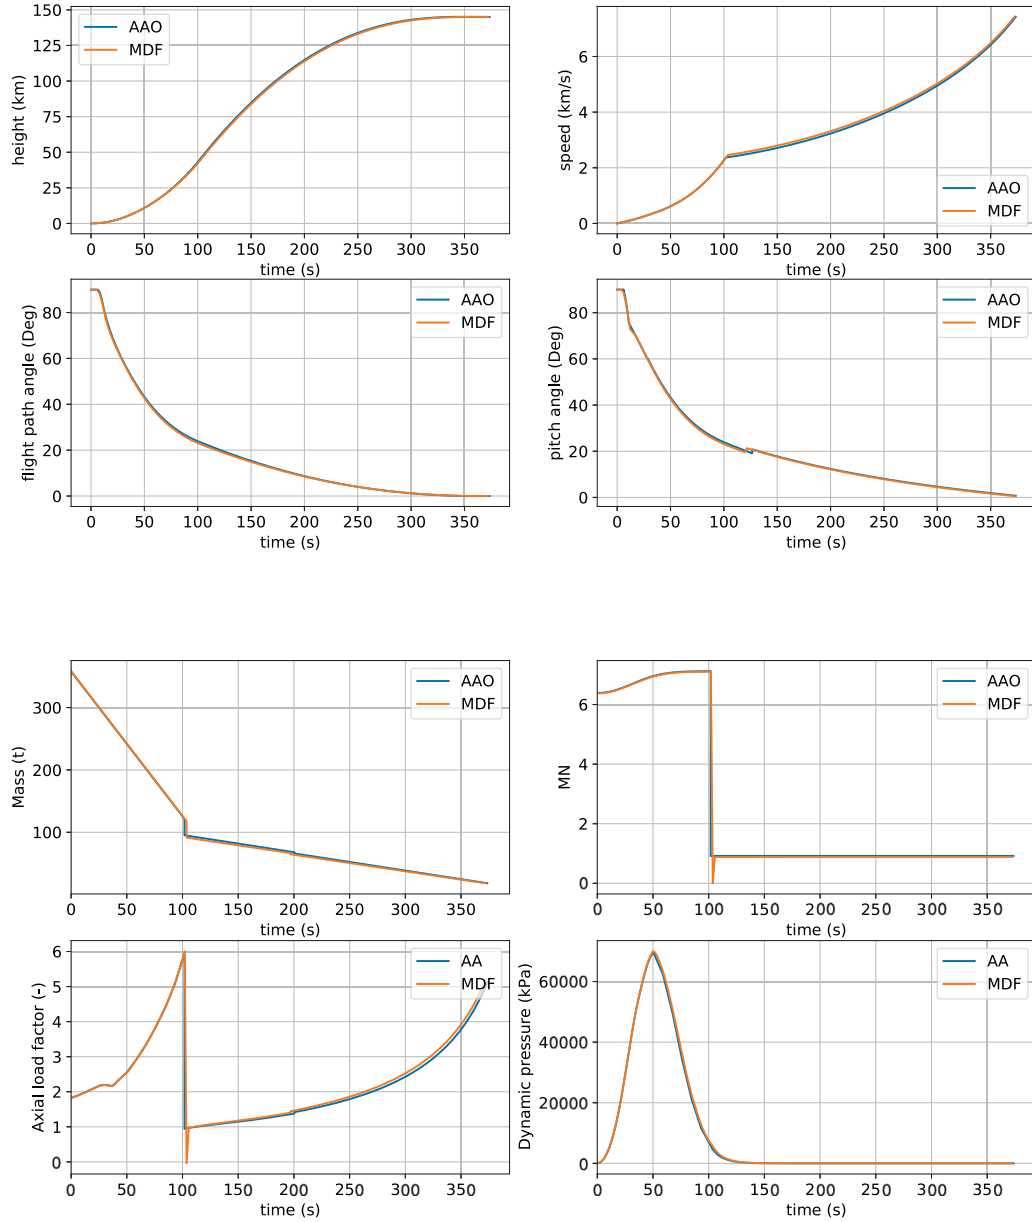 150
125
100
75
50
25
0
height (km)
AAO
MDF
0 50 100 150 200 250 300 350
time (s)
6
4
2
0
speed (km/s)
AAO
MDF
0 50 100 150 200 250 300 350
time (s)
80
60
40
20
0
flight path angle (Deg)
AAO
MDF
0 50 100 150 200 250 300 350
time (s)
80
60
40
20
0
pitch angle (Deg)
AAO
MDF
0 50 100 150 200 250 300 350
time (s)
300
200
100
Mass (t)
AAO
MDF
0 50 100 150 200 250 300 350
time (s)
6
4
2
0
MN
AAO
MDF
0 50 100 150 200 250 300 350
time (s)
6
5
4
3
2
1
0
Axial load factor (-)
AA
MDF
0 50 100 150 200 250 300 350
time (s)
60000
40000
20000
0
Dynamic pressure (kPa)
AAO
MDF
0 50 100 150 200 250 300 350
time (s)